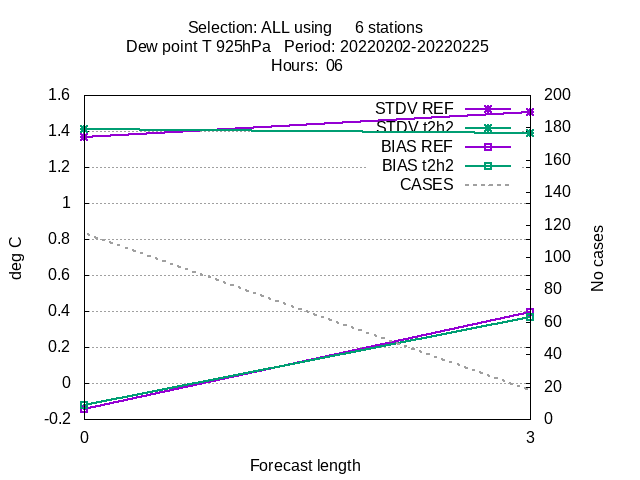 Selection: ALL using 6 stations
Dew point T 925hPa Period: 20220202-20220225
Hours: 06
1.6
1.4
1.2
1
0.8
0.6
0.4
0.2
0
-0.2
200
180
160
140
120
100
80
60
40
20
0
STDV REF
STDV t2h2
BIAS REF
BIAS t2h2
CASES
deg C
No cases
0
3
Forecast length